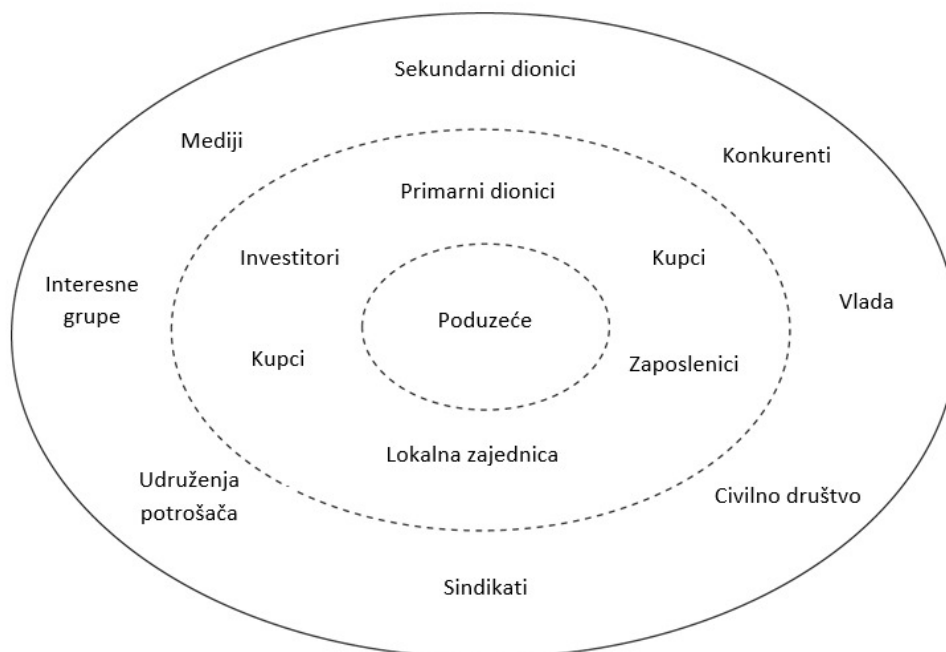 Sekundarni dionici
Mediji
Konkurenti
Primarni dionici
Investitori
Kupci
Interesne
grupe
Vlada
Poduzeće
Kupci
Zaposlenici
Lokalna zajednica
Udruženja
potrošača
Civilno društvo
Sindikati